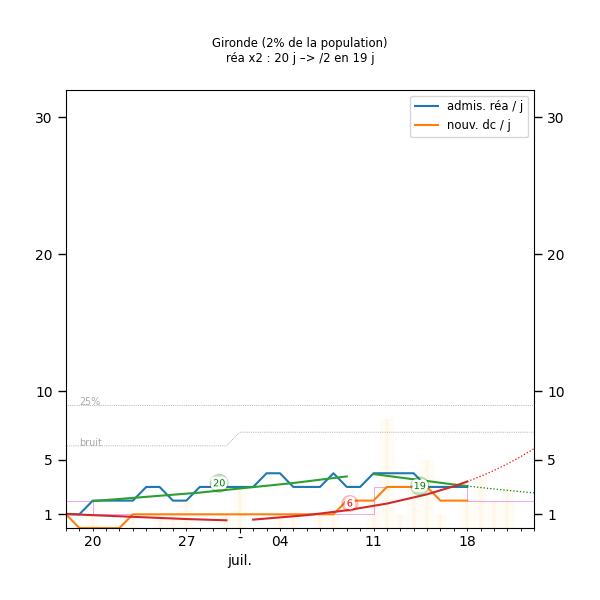 Gironde (2% de la population)
réa x2 : 20 j –> /2 en 19 j
admis. réa / j
nouv. dc / j
30 30
20 20
10 10
25%
bruit
5 5
20 19
6
1 1
20 27 - 04 11 18
juil.